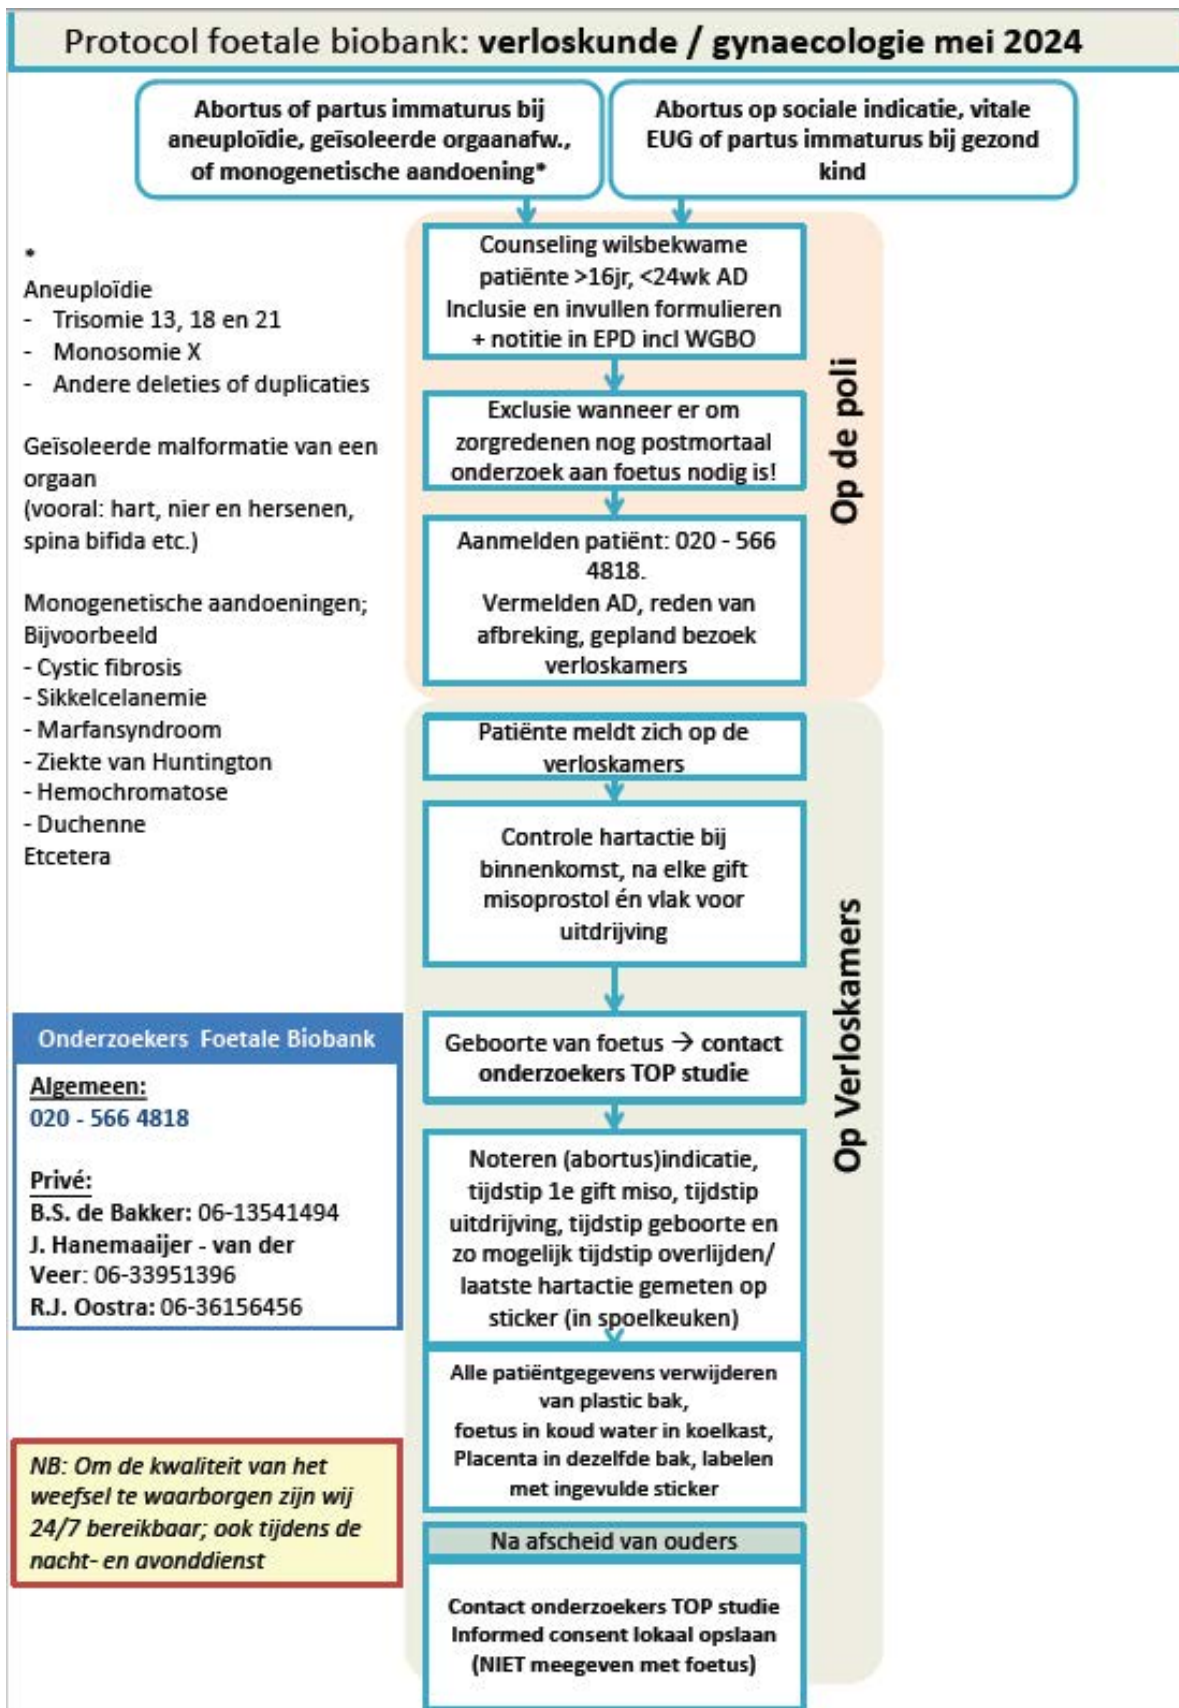 Protocol foetale biobank: verloskunde / gynaecologie mei 2024
Abortus of partus immaturus bij
aneuploïdie, geïsoleerde orgaanafw.,
of monogenetische aandoening*
Abortus op sociale indicatie, vitale
EUG of partus immaturus bij gezond
kind
Counseling wilsbekwame
patiënte >16jr, <24wk AD
Inclusie en invullen formulieren
+ notitie in EPD incl WGBO
Exclusie wanneer er om
zorgredenen nog postmortaal
onderzoek aan foetus nodig is!
Aanmelden patiënt: 020 - 566
4818.
Vermelden AD, reden van
afbreking, gepland bezoek
verloskamers
Op de poli
*
Aneuploïdie
- Trisomie 13, 18 en 21
- Monosomie X
- Andere deleties of duplicaties
Geïsoleerde malformatie van een
orgaan
(vooral: hart, nier en hersenen,
spina bifida etc.)
Monogenetische aandoeningen;
Bijvoorbeeld
- Cystic fibrosis
- Sikkelcelanemie
- Marfansyndroom
- Ziekte van Huntington
- Hemochromatose
- Duchenne
Etcetera
Patiënte meldt zich op de
verloskamers
Controle hartactie bij
binnenkomst, na elke gift
misoprostol én vlak voor
uitdrijving
Geboorte van foetus → contact
onderzoekers TOP studie
Noteren (abortus)indicatie,
tijdstip 1e gift miso, tijdstip
uitdrijving, tijdstip geboorte en
zo mogelijk tijdstip overlijden/
laatste hartactie gemeten op
sticker (in spoelkeuken)
Alle patiëntgegevens verwijderen
van plastic bak,
foetus in koud water in koelkast,
Placenta in dezelfde bak, labelen
met ingevulde sticker
Na afscheid van ouders
Contact onderzoekers TOP studie
Informed consent lokaal opslaan
(NIET meegeven met foetus)
Op Verloskamers
Onderzoekers Foetale Biobank
Algemeen:
020 - 566 4818
Privé:
B.S. de Bakker: 06-13541494
J. Hanemaaijer - van der
Veer: 06-33951396
R.J. Oostra: 06-36156456
NB: Om de kwaliteit van het
weefsel te waarborgen zijn wij
24/7 bereikbaar; ook tijdens de
nacht- en avonddienst